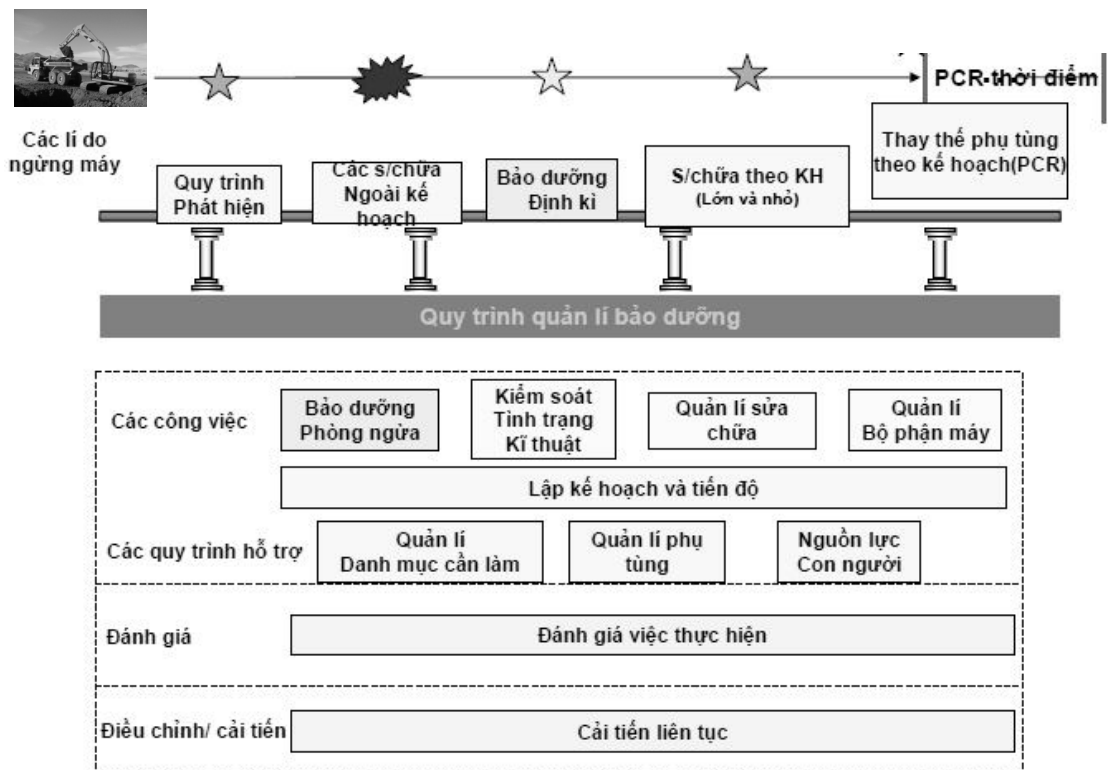 PCR-thời điểm
Các lí do
ngừng máy
Quy trình
Phát hiện
Các s/chữa
Ngoài kế
hoạch
Bảo dưỡng
Định kì
S/chữa theo KH
(Lớn và nhỏ)
Thay thế phụ tùng
theo kế hoạch(PCR)
Quy trình quản lí bảo dưỡng
Các công việc
Bảo dưỡng
Phòng ngừa
Kiểm soát
Tình trạng
Kĩ thuật
Quản lí sửa
chữa
Quản lí
Bộ phận máy
Lập kế hoạch và tiến độ
Các quy trình hỗ trợ
Quản lí
Danh mục cần làm
Quản lí phụ
tùng
Nguồn lực
Con người
Đánh giá
Đánh giá việc thực hiện
Điều chỉnh/ cải tiến
Cải tiến liên tục